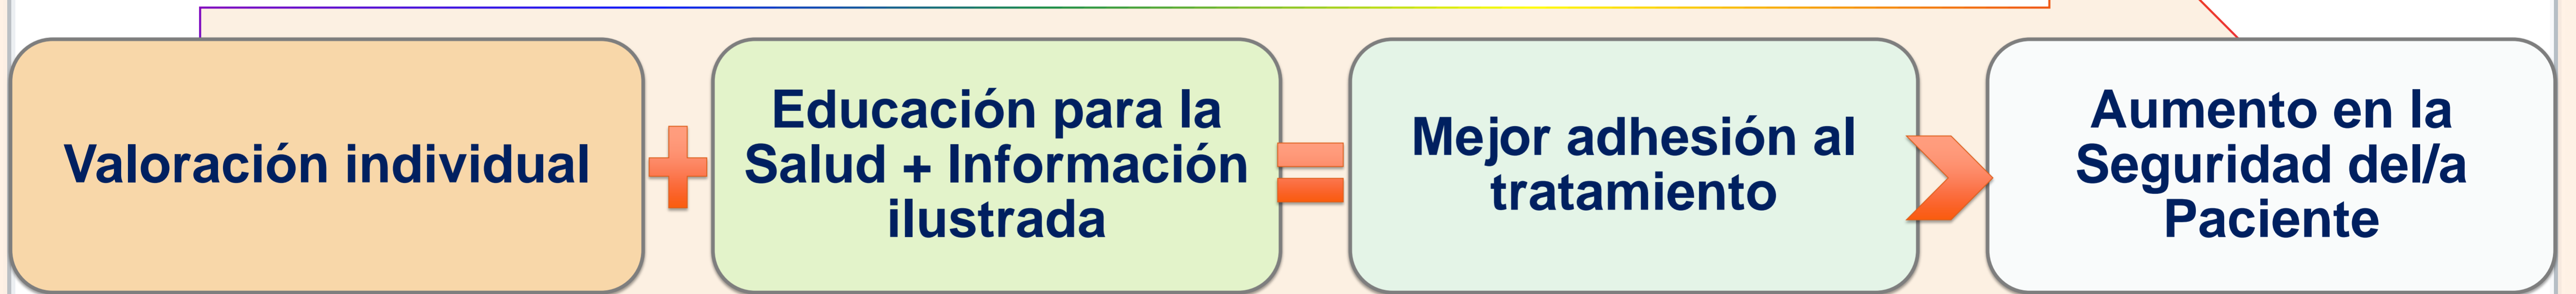 Valoración individual
Educación para la
Salud + Información
ilustrada
Mejor adhesión al
tratamiento
Aumento en la
Seguridad del/a
Paciente